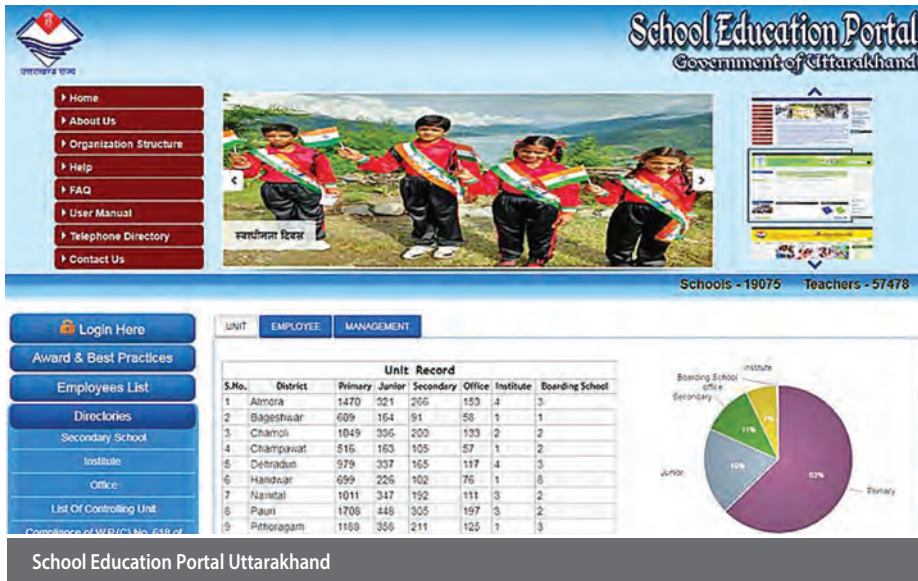 School Education Portal
Government of Uttarakhand
उत्तराखण्ड राज्य
Home
About Us
Organization Structure
Help
FAQ
User Manual
Telephone Directory
Contact Us
स्वाधीनता दिवस
Schools - 19075 Teachers - 57478
Login Here
Award & Best Practices
Employees List
Directories
Secondary School
Institute
Office
List Of Controlling Unit
Compliance of W.P.(C) No. 618 of
UNIT EMPLOYEE MANAGEMENT
Unit Record
S.No. District Primary Junior Secondary Office Institute Boarding School
1 Almora 1470 321 266 153 4 3
2 Bageshwar 609 164 91 58 1 1
3 Chamoli 1049 336 200 133 2 2
4 Champawat 516 163 105 57 1 2
5 Dehradun 979 337 165 117 4 3
6 Haridwar 699 226 102 76 1 8
7 Nainital 1011 347 192 111 3 2
8 Pauri 1708 448 305 197 3 2
9 Pithoragarh 1188 356 211 125 1 3
Institute
Boarding School
office
Secondary
Junior
Primary
11%
63%
School Education Portal Uttarakhand